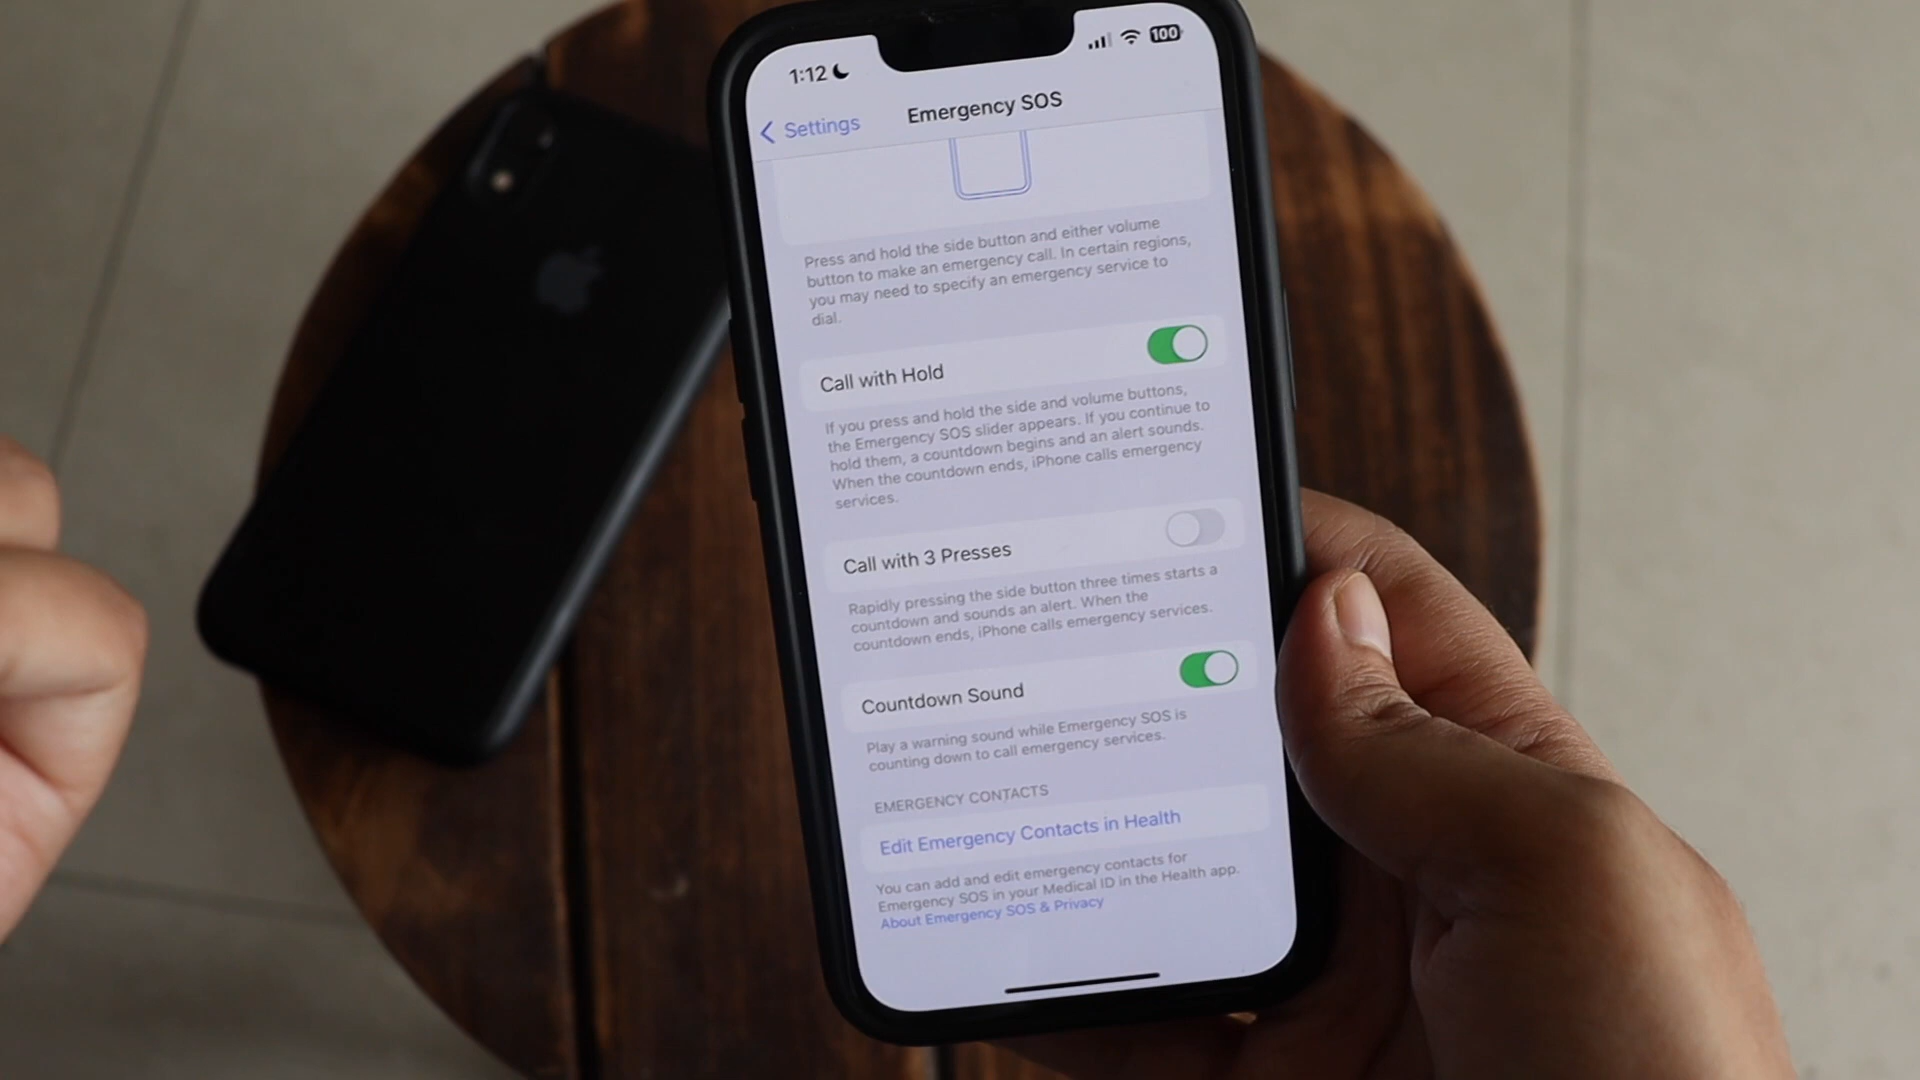 1:12
100
Settings
Emergency SOS
Press and hold the side button and either volume
button to make an emergency call. In certain regions,
you may need to specify an emergency service to
dial.
Call with Hold
If you press and hold the side and volume buttons,
the Emergency SOS slider appears. If you continue to
hold them, a countdown begins and an alert sounds.
When the countdown ends, iPhone calls emergency
services.
Call with 3 Presses
Rapidly pressing the side button three times starts a
countdown and sounds an alert. When the
countdown ends, iPhone calls emergency services.
Countdown Sound
Play a warning sound while Emergency SOS is
counting down to call emergency services.
EMERGENCY CONTACTS
Edit Emergency Contacts in Health
You can add and edit emergency contacts for
Emergency SOS in your Medical ID in the Health app.
About Emergency SOS & Privacy